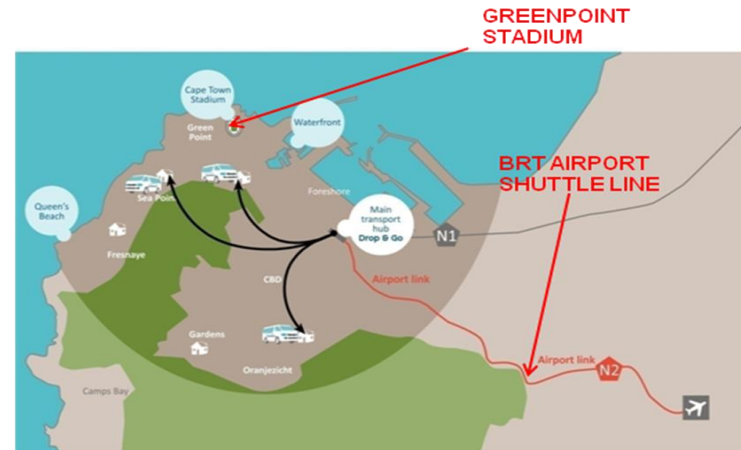 GREENPOINT
STADIUM
Cape Town
Stadium
Green
Point
Waterfront
BRT AIRPORT
SHUTTLE LINE
Sea Point
Foreshore
Queen's
Beach
Main
transport
hub
Drop & Go
N1
Fresnaye
CBD
Airport link
Gardens
Airport link
N2
Oranjezicht
Camps Bay